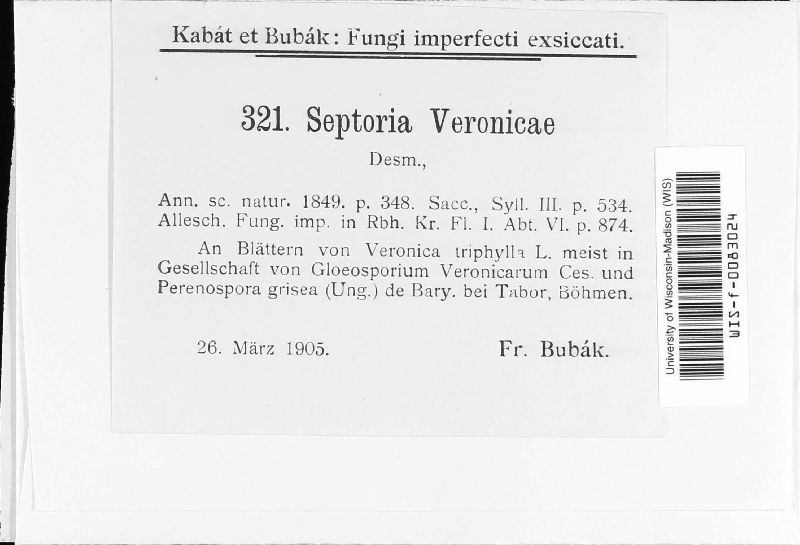 Kabát et Bubák: Fungi imperfecti exsiccati.
321. Septoria Veronicae
Desm.,
Ann. sc. natur. 1849. p. 348. Sacc., Syll. III. p. 534.
Allesch. Fung. imp. in Rbh. Kr. Fl. I. Abt. VI. p. 874.
An Blättern von Veronica triphylla L. meist in
Gesellschaft von Gloeosporium Veronicarum Ces. und
Perenospora grisea (Ung.) de Bary. bei Tabor, Böhmen.
26. März 1905. Fr. Bubák.
University of Wisconsin-Madison (WIS)
WIS-f-0083024